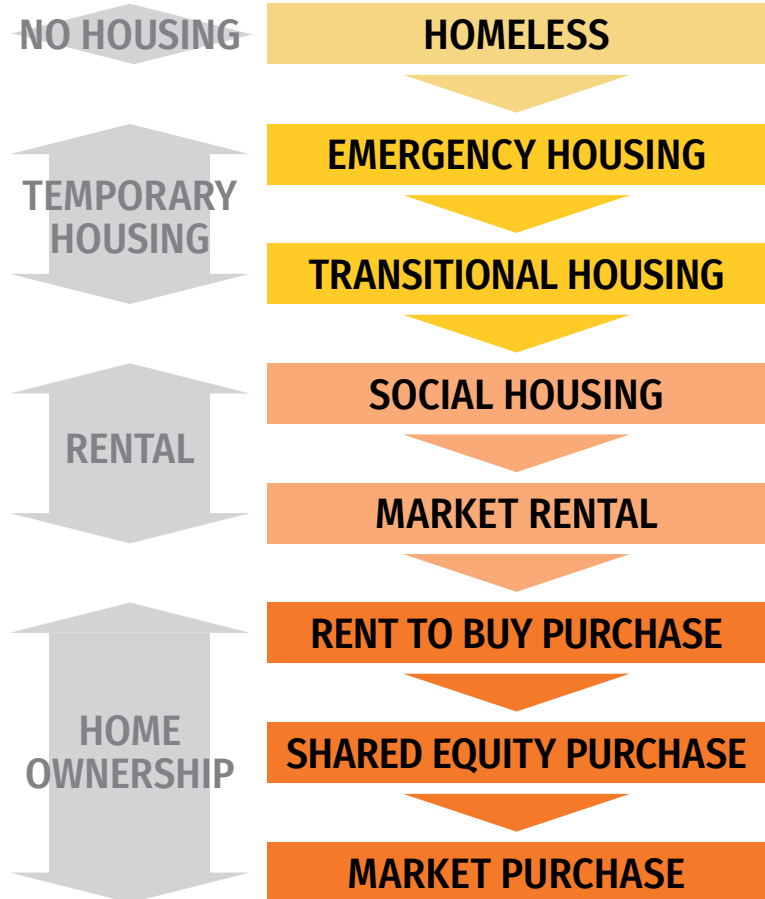 NO HOUSING
HOMELESS
TEMPORARY
HOUSING
EMERGENCY HOUSING
TRANSITIONAL HOUSING
RENTAL
SOCIAL HOUSING
MARKET RENTAL
HOME
OWNERSHIP
RENT TO BUY PURCHASE
SHARED EQUITY PURCHASE
MARKET PURCHASE